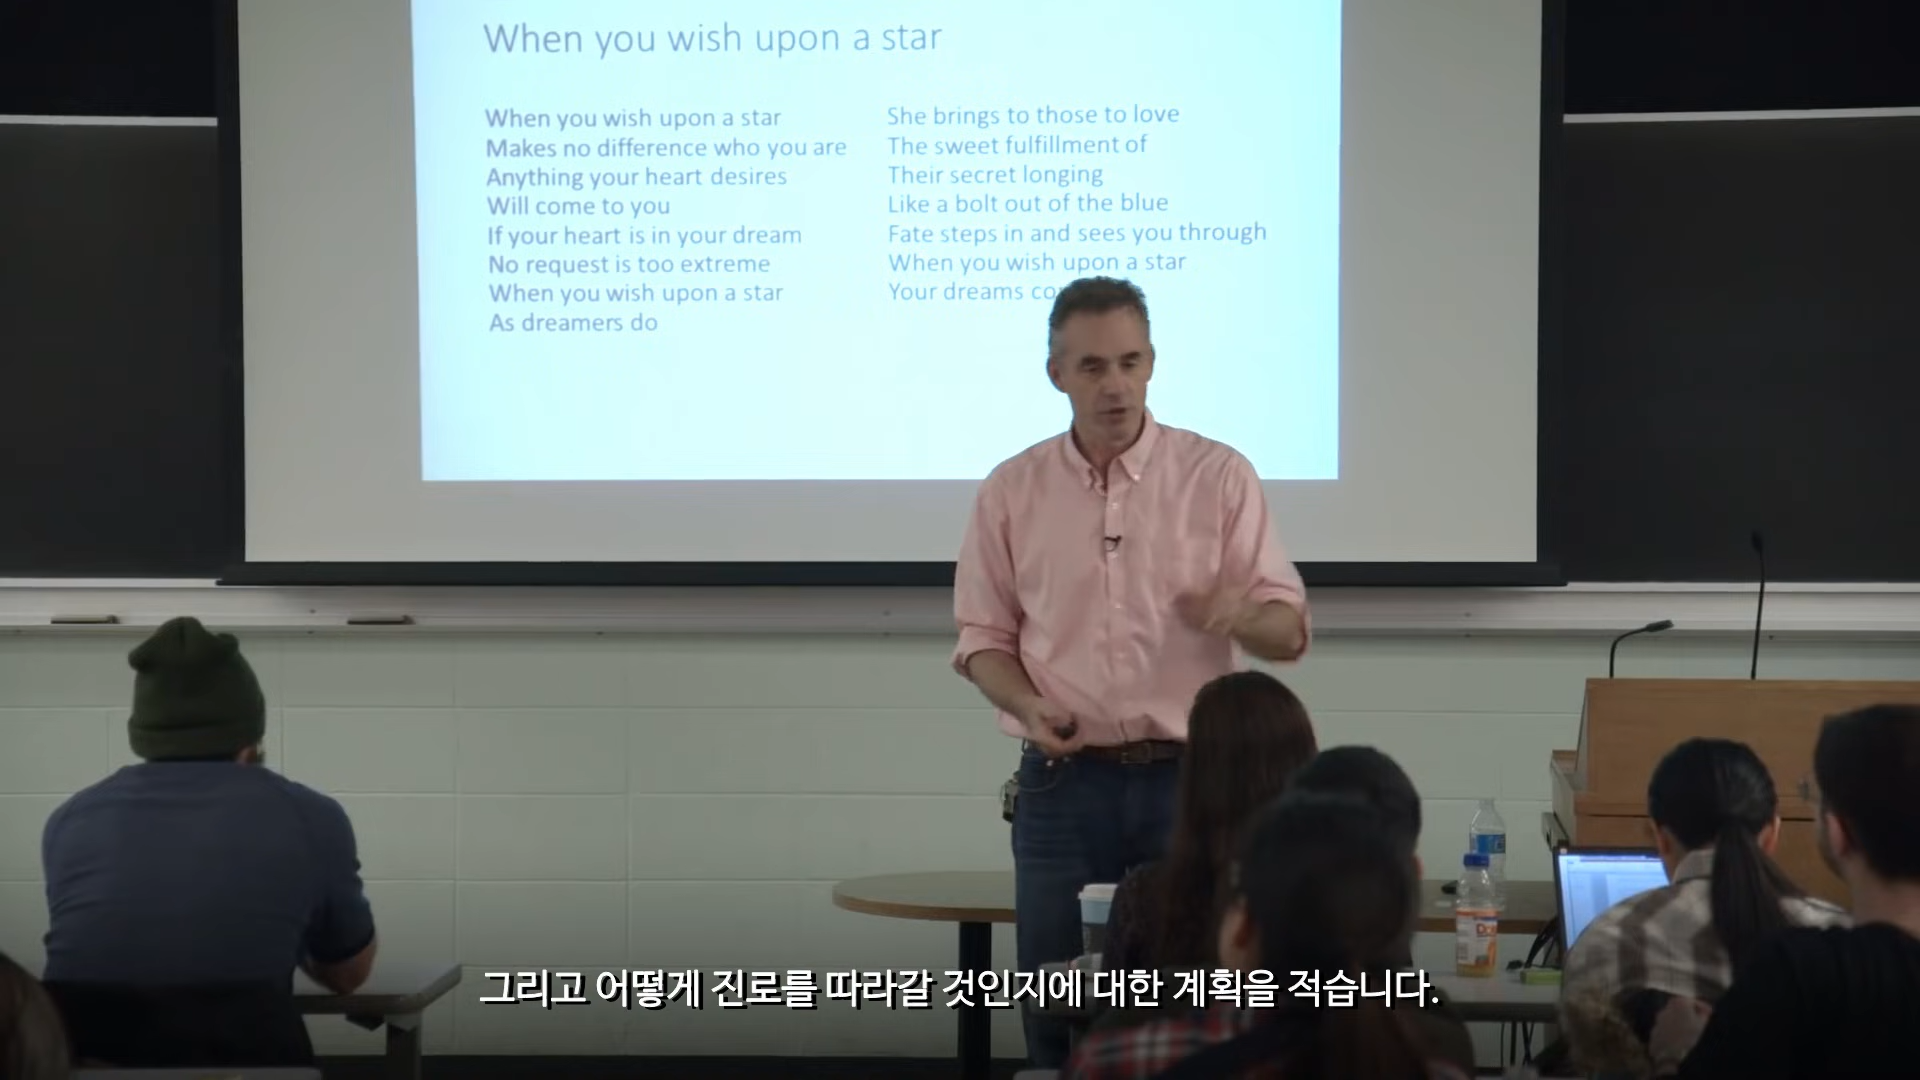 When you wish upon a star
When you wish upon a star
Makes no difference who you are
Anything your heart desires
Will come to you
If your heart is in your dream
No request is too extreme
When you wish upon a star
As dreamers do
She brings to those to love
The sweet fulfillment of
Their secret longing
Like a bolt out of the blue
Fate steps in and sees you through
When you wish upon a star
Your dreams
그리고 어떻게 진로를 따라갈 것인지에 대한 계획을 적습니다.